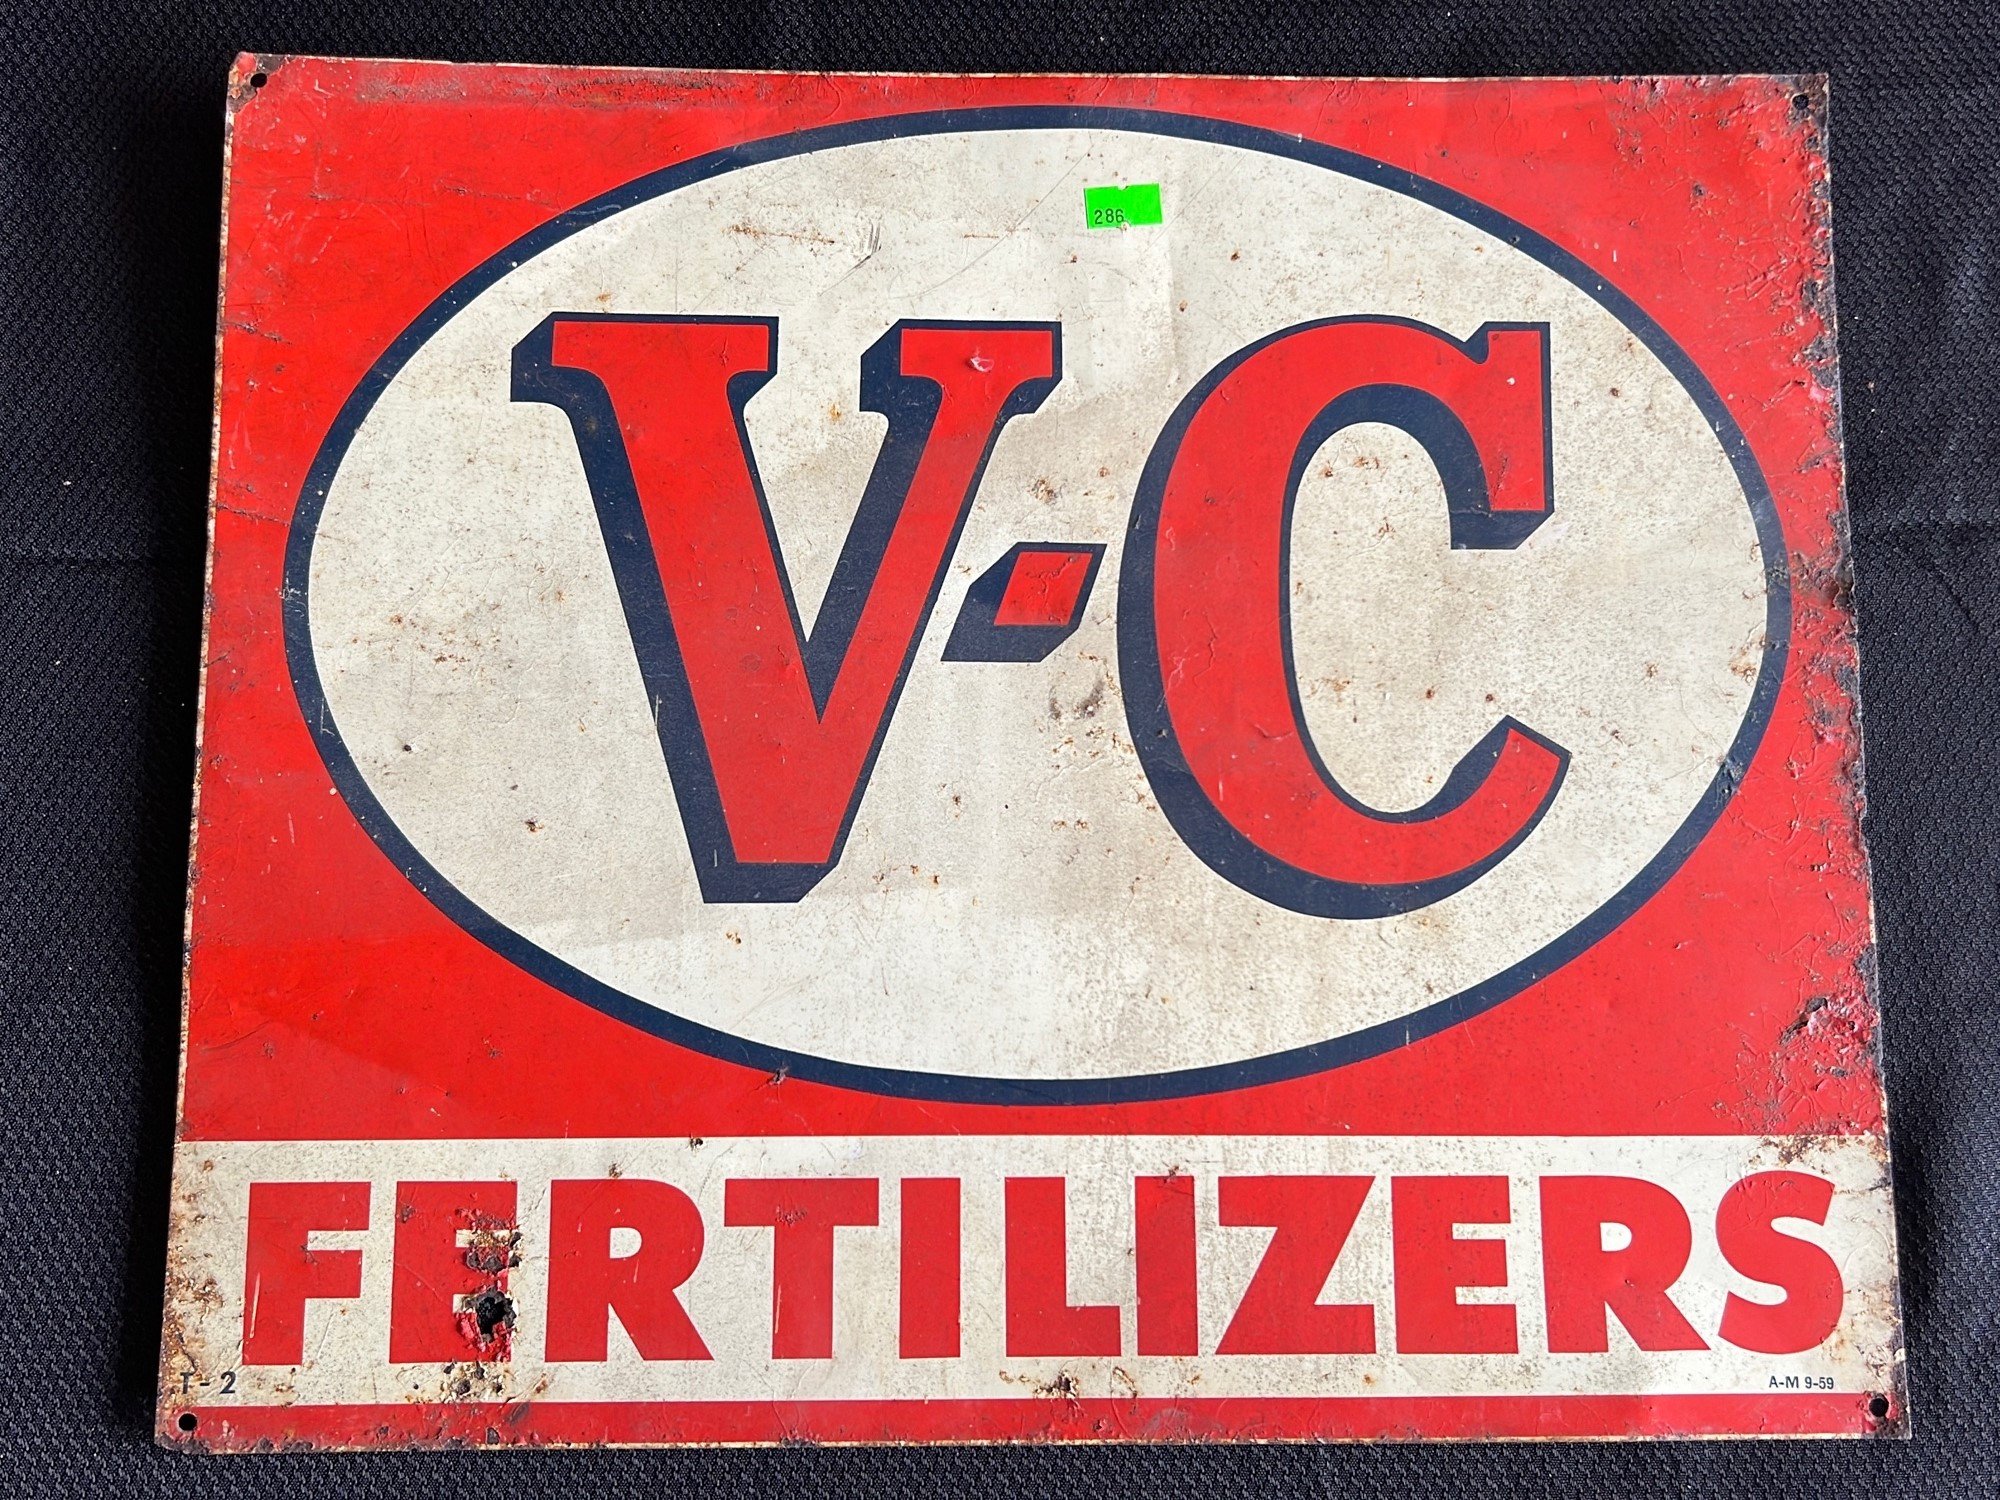 286
V-C
FERTILIZERS
T-2
A-M 9-59